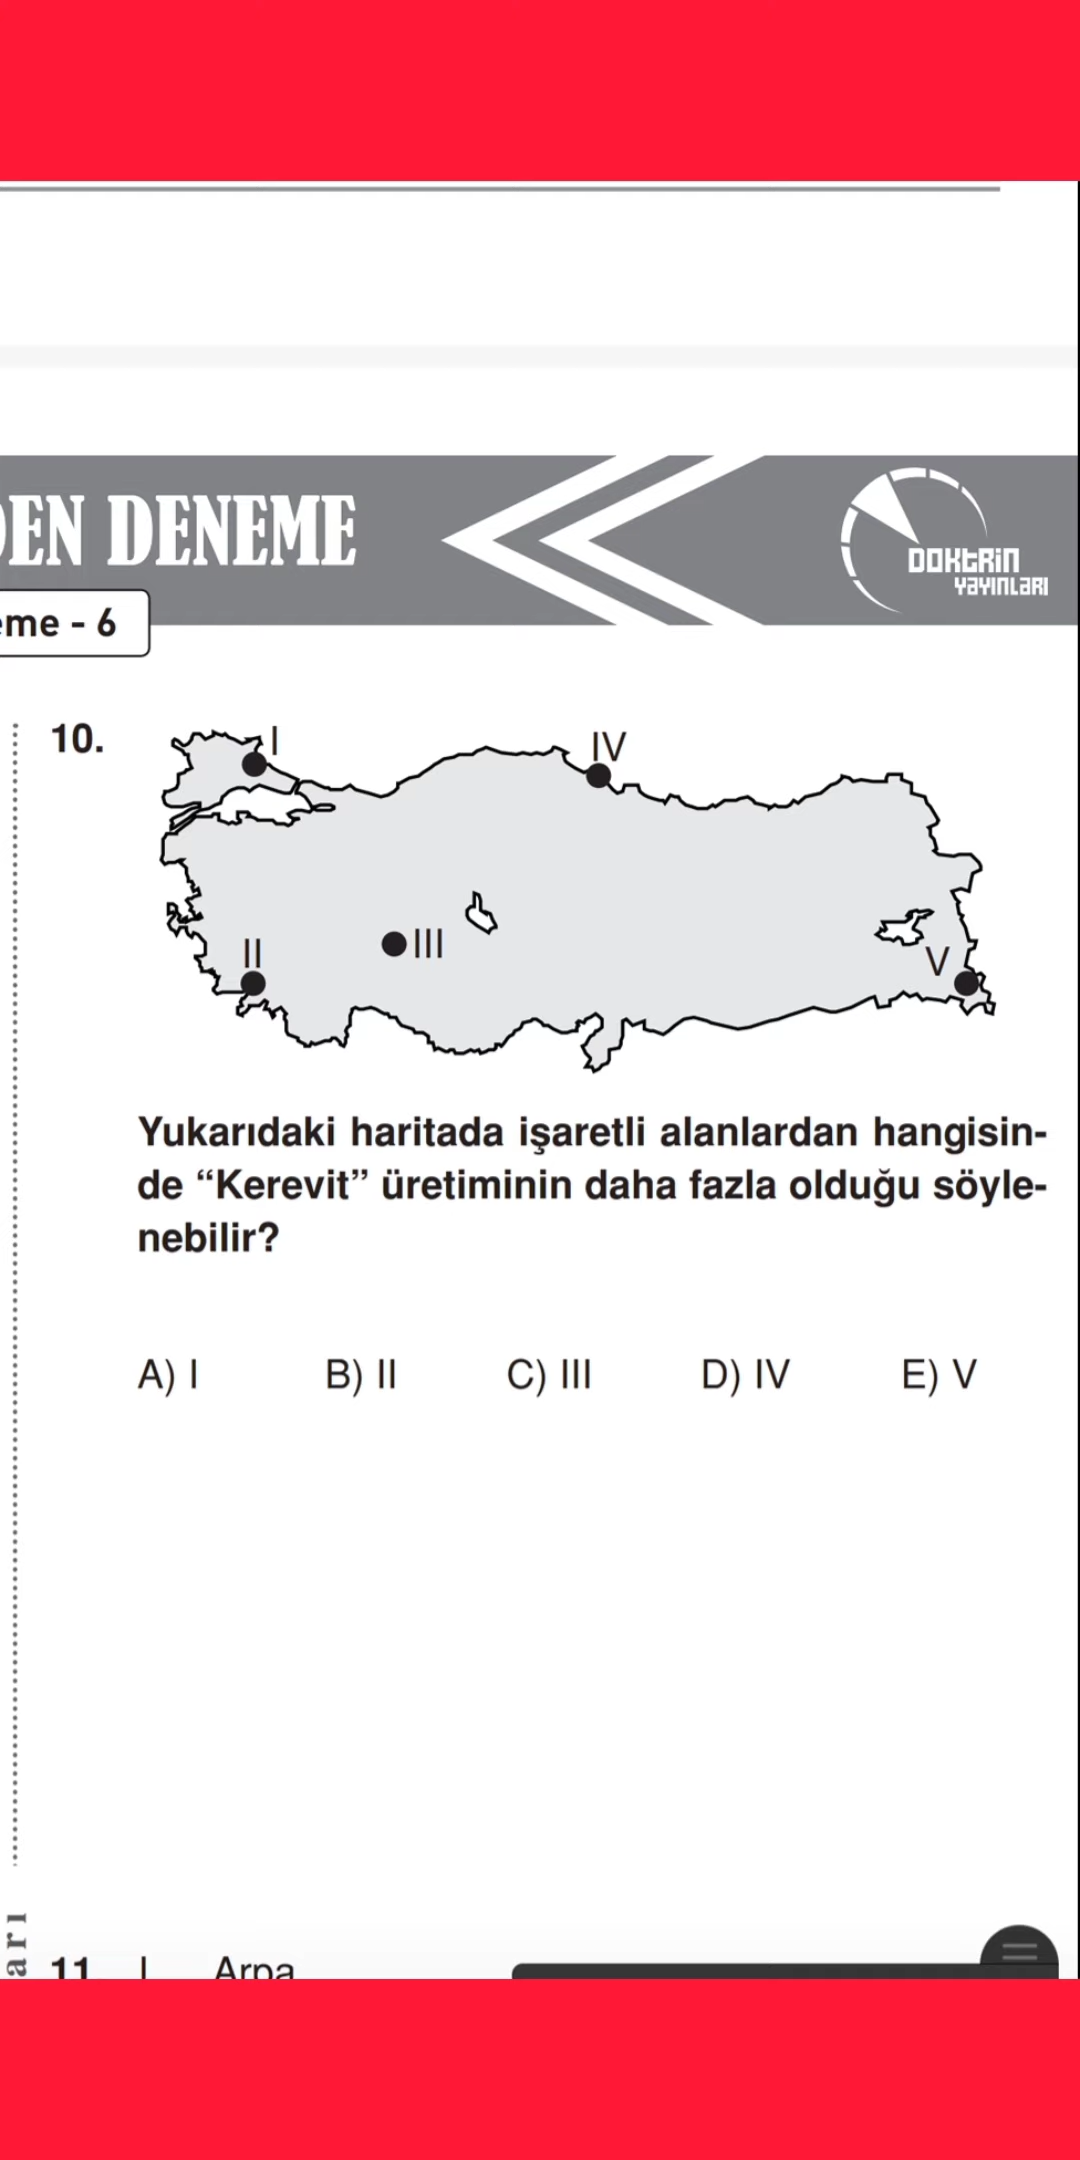 DEN DENEME
DOKTRİN
YAYINLARI
eme - 6
10.
I
IV
II
III
V
Yukarıdaki haritada işaretli alanlardan hangisin-
de “Kerevit” üretiminin daha fazla olduğu söyle-
nebilir?
A) I B) II C) III D) IV E) V
arı
11 I Arpa